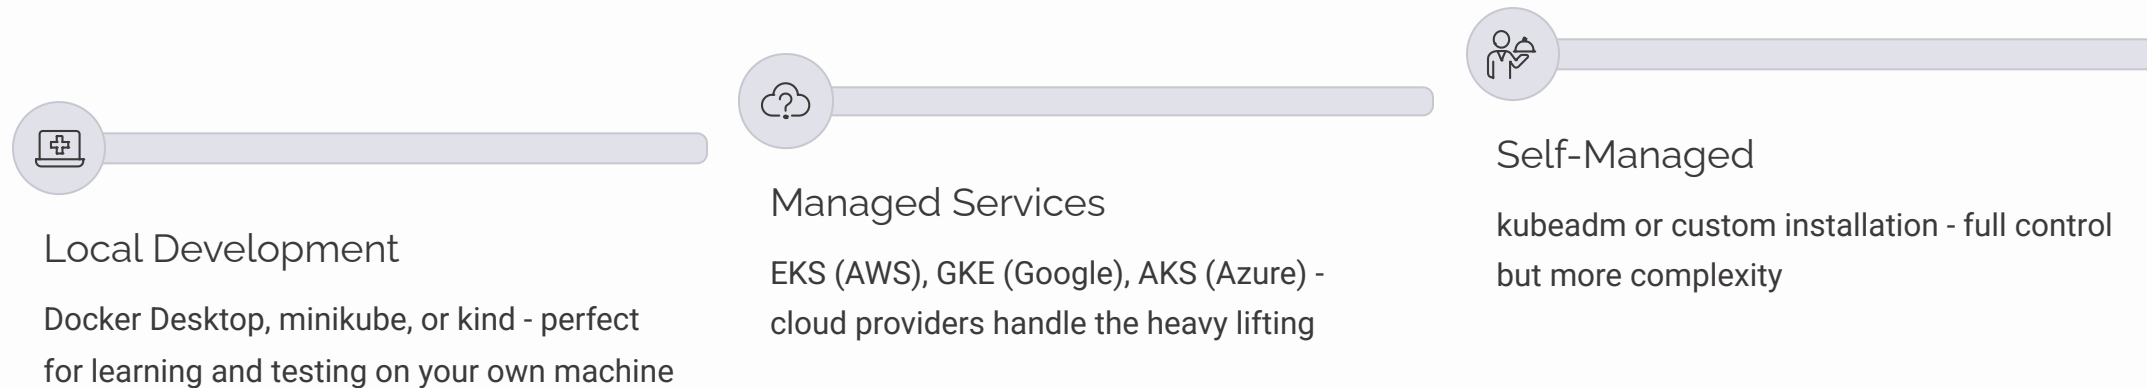 Local Development
Docker Desktop, minikube, or kind - perfect
for learning and testing on your own machine
Managed Services
EKS (AWS), GKE (Google), AKS (Azure) -
cloud providers handle the heavy lifting
Self-Managed
kubeadm or custom installation - full control
but more complexity